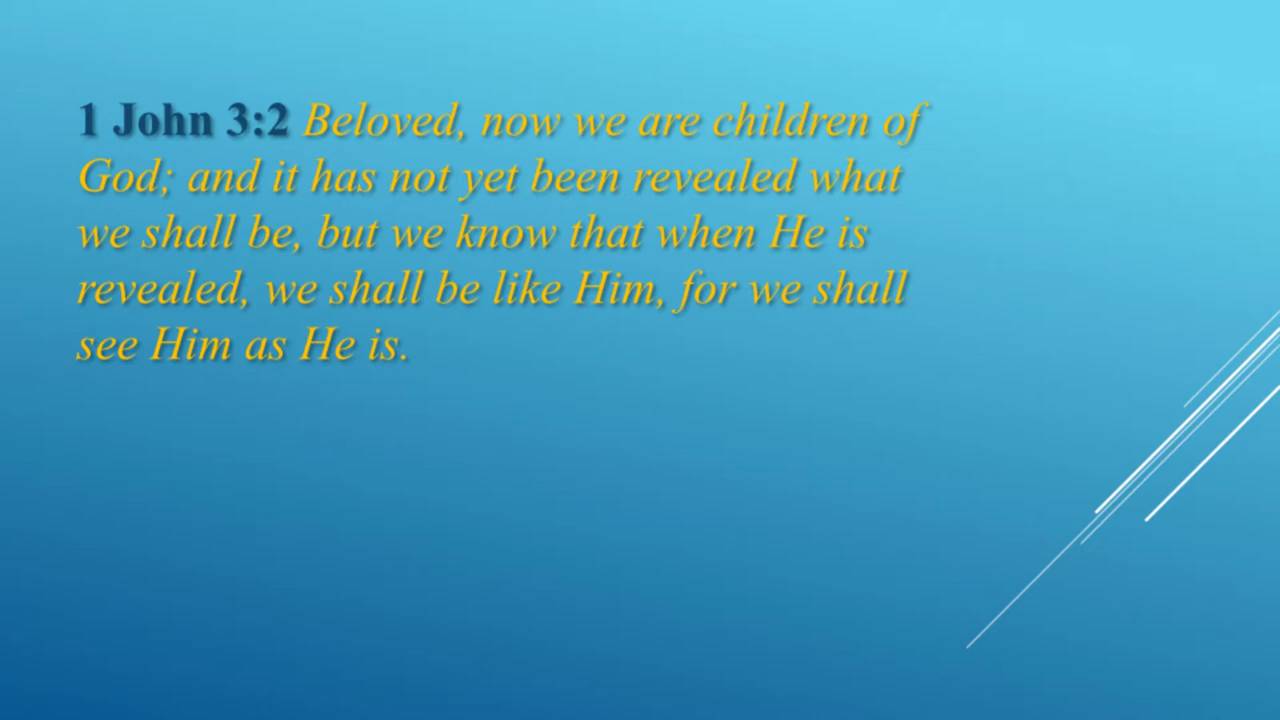 1 John 3:2 Beloved, now we are children of
God; and it has not yet been revealed what
we shall be, but we know that when He is
revealed, we shall be like Him, for we shall
see Him as He is.